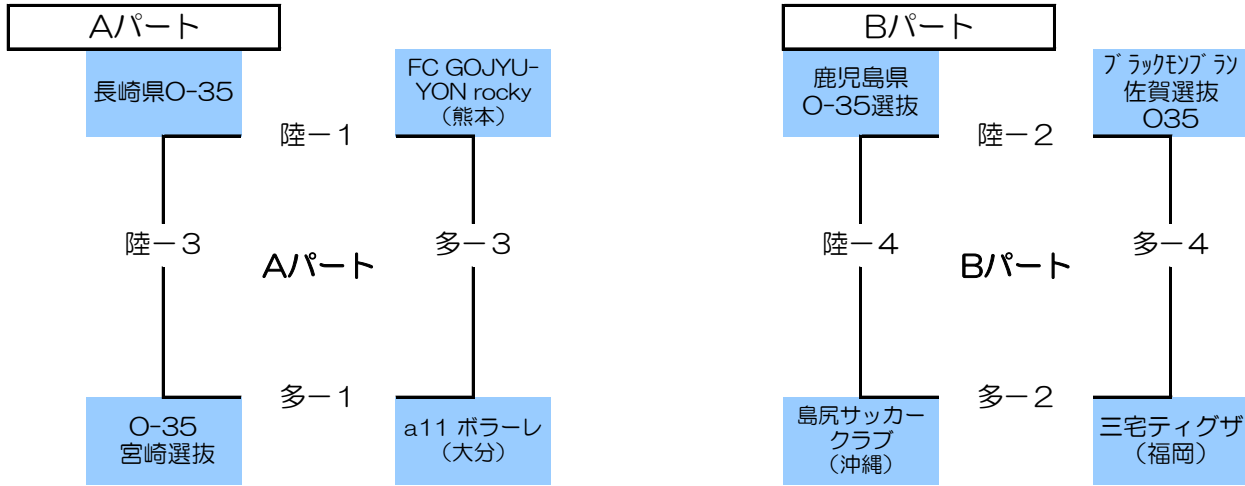 Aパート
長崎県O-35
FC GOJYU-
YON rocky
（熊本）
陸－1
陸－3
多－3
Aパート
多－1
O-35
宮崎選抜
a11 ボラーレ
（大分）
Bパート
鹿児島県
O-35選抜
ﾌﾞﾗｯｸﾓﾝﾌﾞﾗﾝ
佐賀選抜
O35
陸－2
陸－4
多－4
Bパート
多－2
島尻サッカー
クラブ
（沖縄）
三宅ティグザ
（福岡）